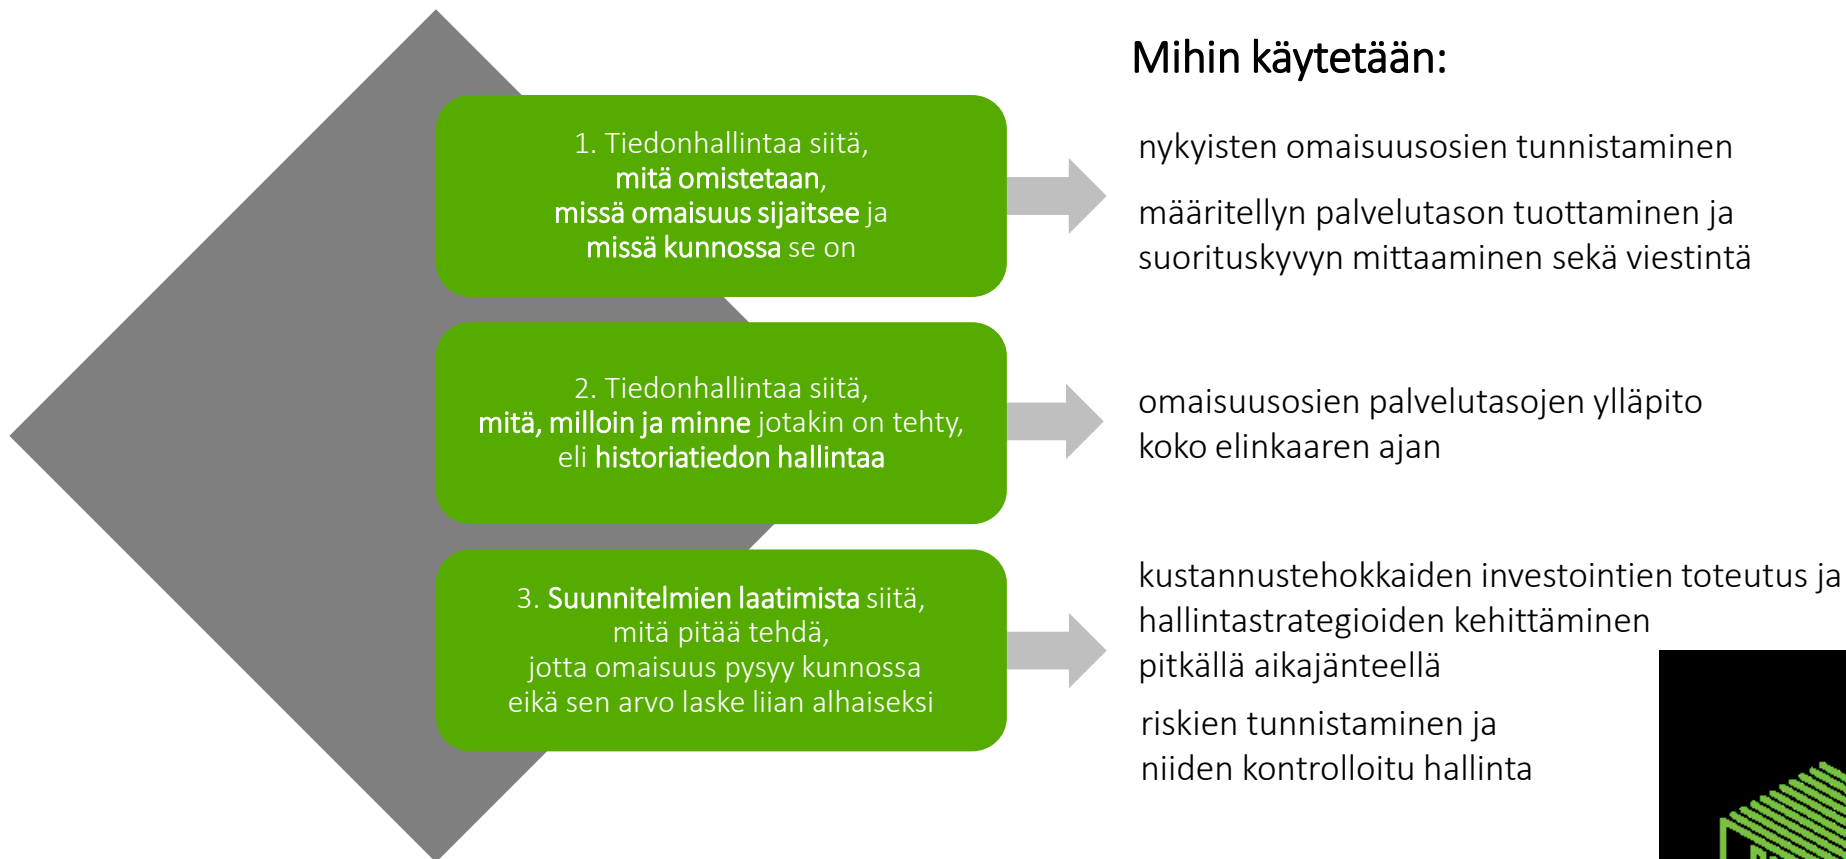 Mihin käytetään:
1. Tiedonhallintaa siitä,
mitä omistetaan,
missä omaisuus sijaitsee ja
missä kunnossa se on
nykyisten omaisuusosien tunnistaminen
määritellyn palvelutason tuottaminen ja
suorituskyvyn mittaaminen sekä viestintä
2. Tiedonhallintaa siitä,
mitä, milloin ja minne jotakin on tehty,
eli historiatiedon hallintaa
omaisuusosien palvelutasojen ylläpito
koko elinkaaren ajan
3. Suunnitelmien laatimista siitä,
mitä pitää tehdä,
jotta omaisuus pysyy kunnossa
eikä sen arvo laske liian alhaiseksi
kustannustehokkaiden investointien toteutus ja
hallintastrategioiden kehittäminen
pitkällä aikajänteellä
riskien tunnistaminen ja
niiden kontrolloitu hallinta